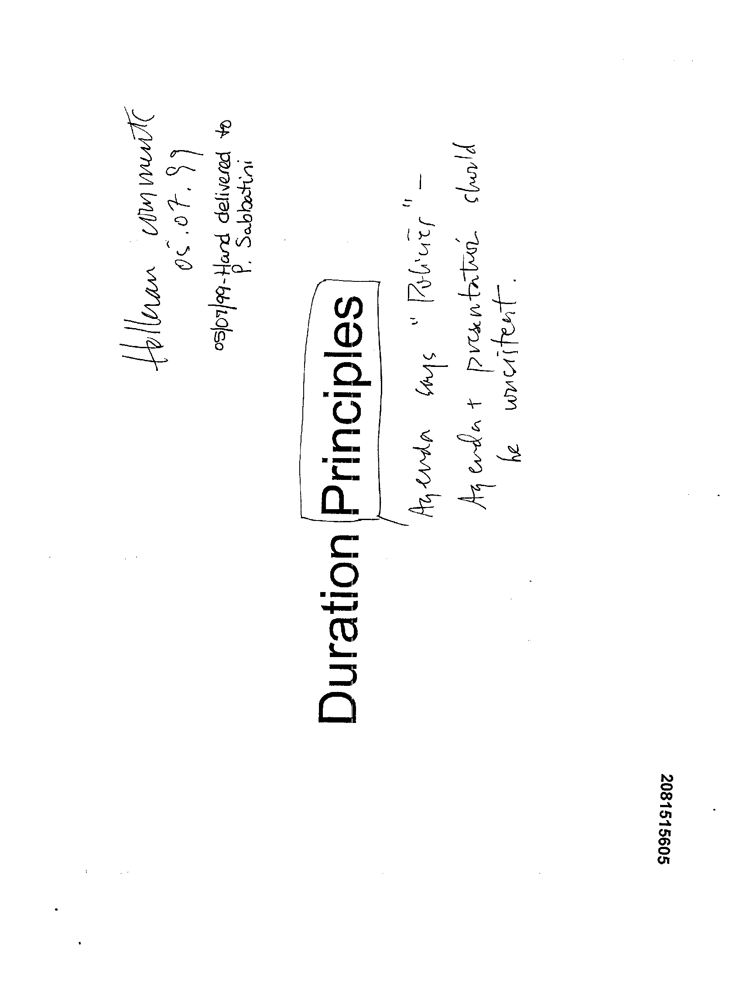 Holleran comments
05.07.99
05/07/99-Hand delivered to
P. Sabbatini
Duration Principles
Agenda says "Policies" -
Agenda + presentation should
be consistent.
2081515605